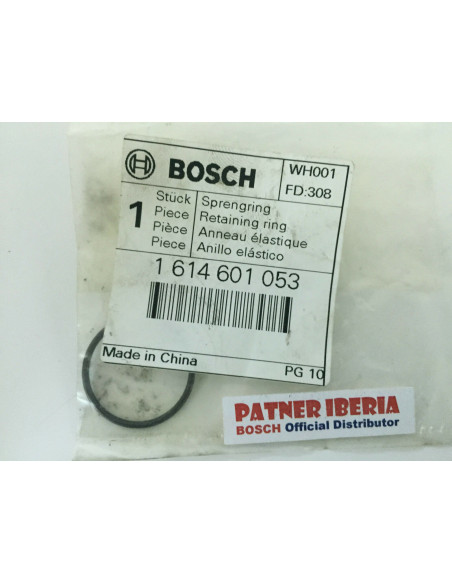 BOSCH
WH001
FD:308
1
Stück Sprengring
Piece Retaining ring
Pièce Anneau élastique
Piece Anillo elástico
1 614 601 053
Made in China
PG 10
PATNER IBERIA
BOSCH Official Distributor